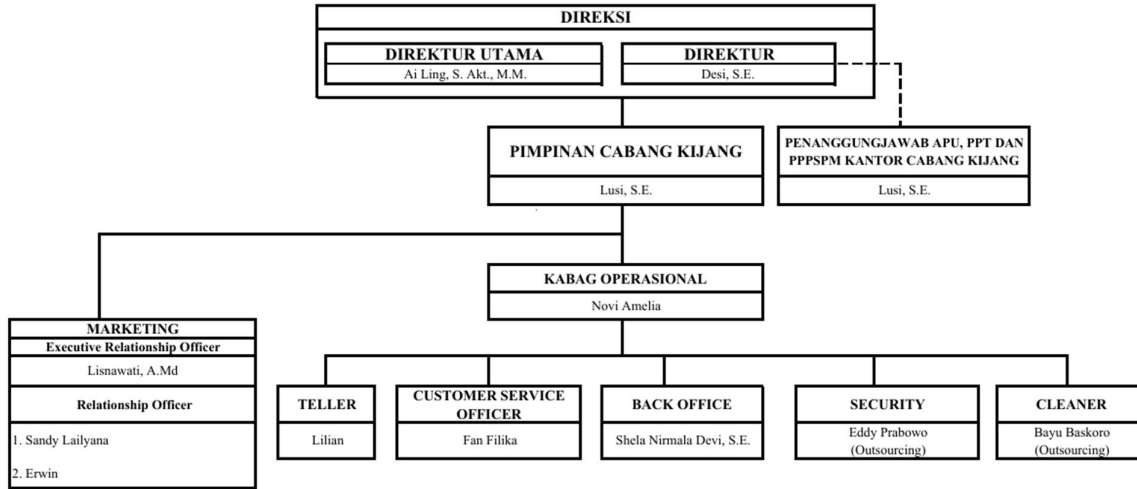 DIREKSI
DIREKTUR UTAMA
Ai Ling, S. Akt., M.M.
DIREKTUR
Desi, S.E.
PIMPINAN CABANG KIJANG
Lusi, S.E.
PENANGGUNGJAWAB APU, PPT DAN
PPPSPM KANTOR CABANG KIJANG
Lusi, S.E.
KABAG OPERASIONAL
Novi Amelia
MARKETING
Executive Relationship Officer
Lisnawati, A.Md
Relationship Officer
1. Sandy Lailyana
2. Erwin
TELLER
Lilian
CUSTOMER SERVICE
OFFICER
Fan Filika
BACK OFFICE
Shela Nirmala Devi, S.E.
SECURITY
Eddy Prabowo
(Outsourcing)
CLEANER
Bayu Baskoro
(Outsourcing)